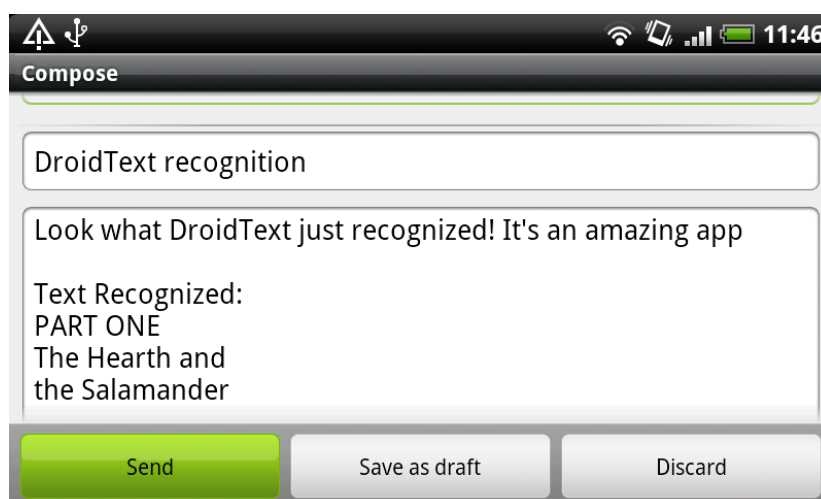 11:46
Compose
DroidText recognition
Look what DroidText just recognized! It's an amazing app
Text Recognized:
PART ONE
The Hearth and
the Salamander
Send Save as draft Discard